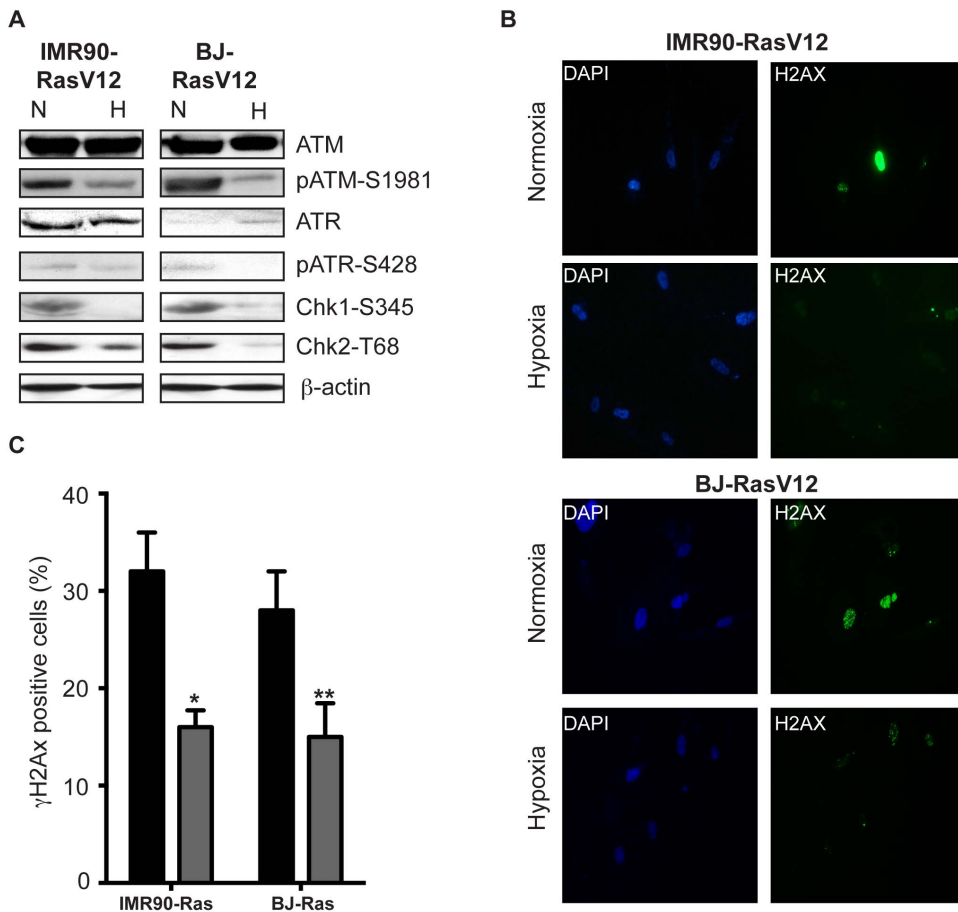 A
IMR90-
RasV12
BJ-
RasV12
N H N H
ATM
pATM-S1981
ATR
pATR-S428
Chk1-S345
Chk2-T68
β-actin
B
IMR90-RasV12
Normoxia
DAPI
H2AX
Hypoxia
DAPI
H2AX
BJ-RasV12
Normoxia
DAPI
H2AX
Hypoxia
DAPI
H2AX
C
γH2Ax positive cells (%)
40
30
20
10
0
*
**
IMR90-Ras
BJ-Ras